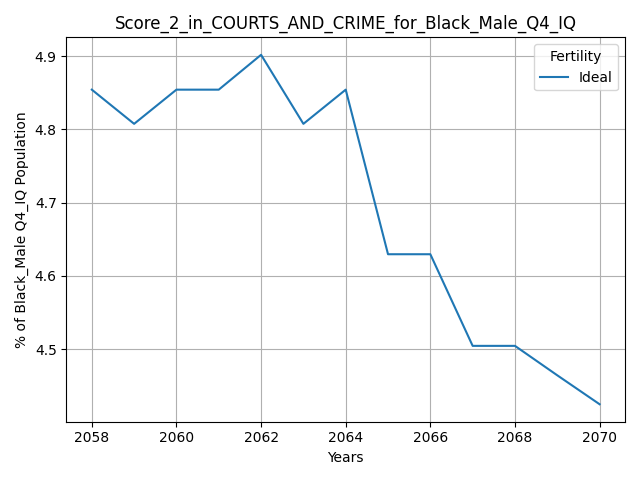 Score_2_in_COURTS_AND_CRIME_for_Black_Male_Q4_IQ
Fertility
Ideal
% of Black_Male Q4_IQ Population
4.9
4.8
4.7
4.6
4.5
2058 2060 2062 2064 2066 2068 2070
Years